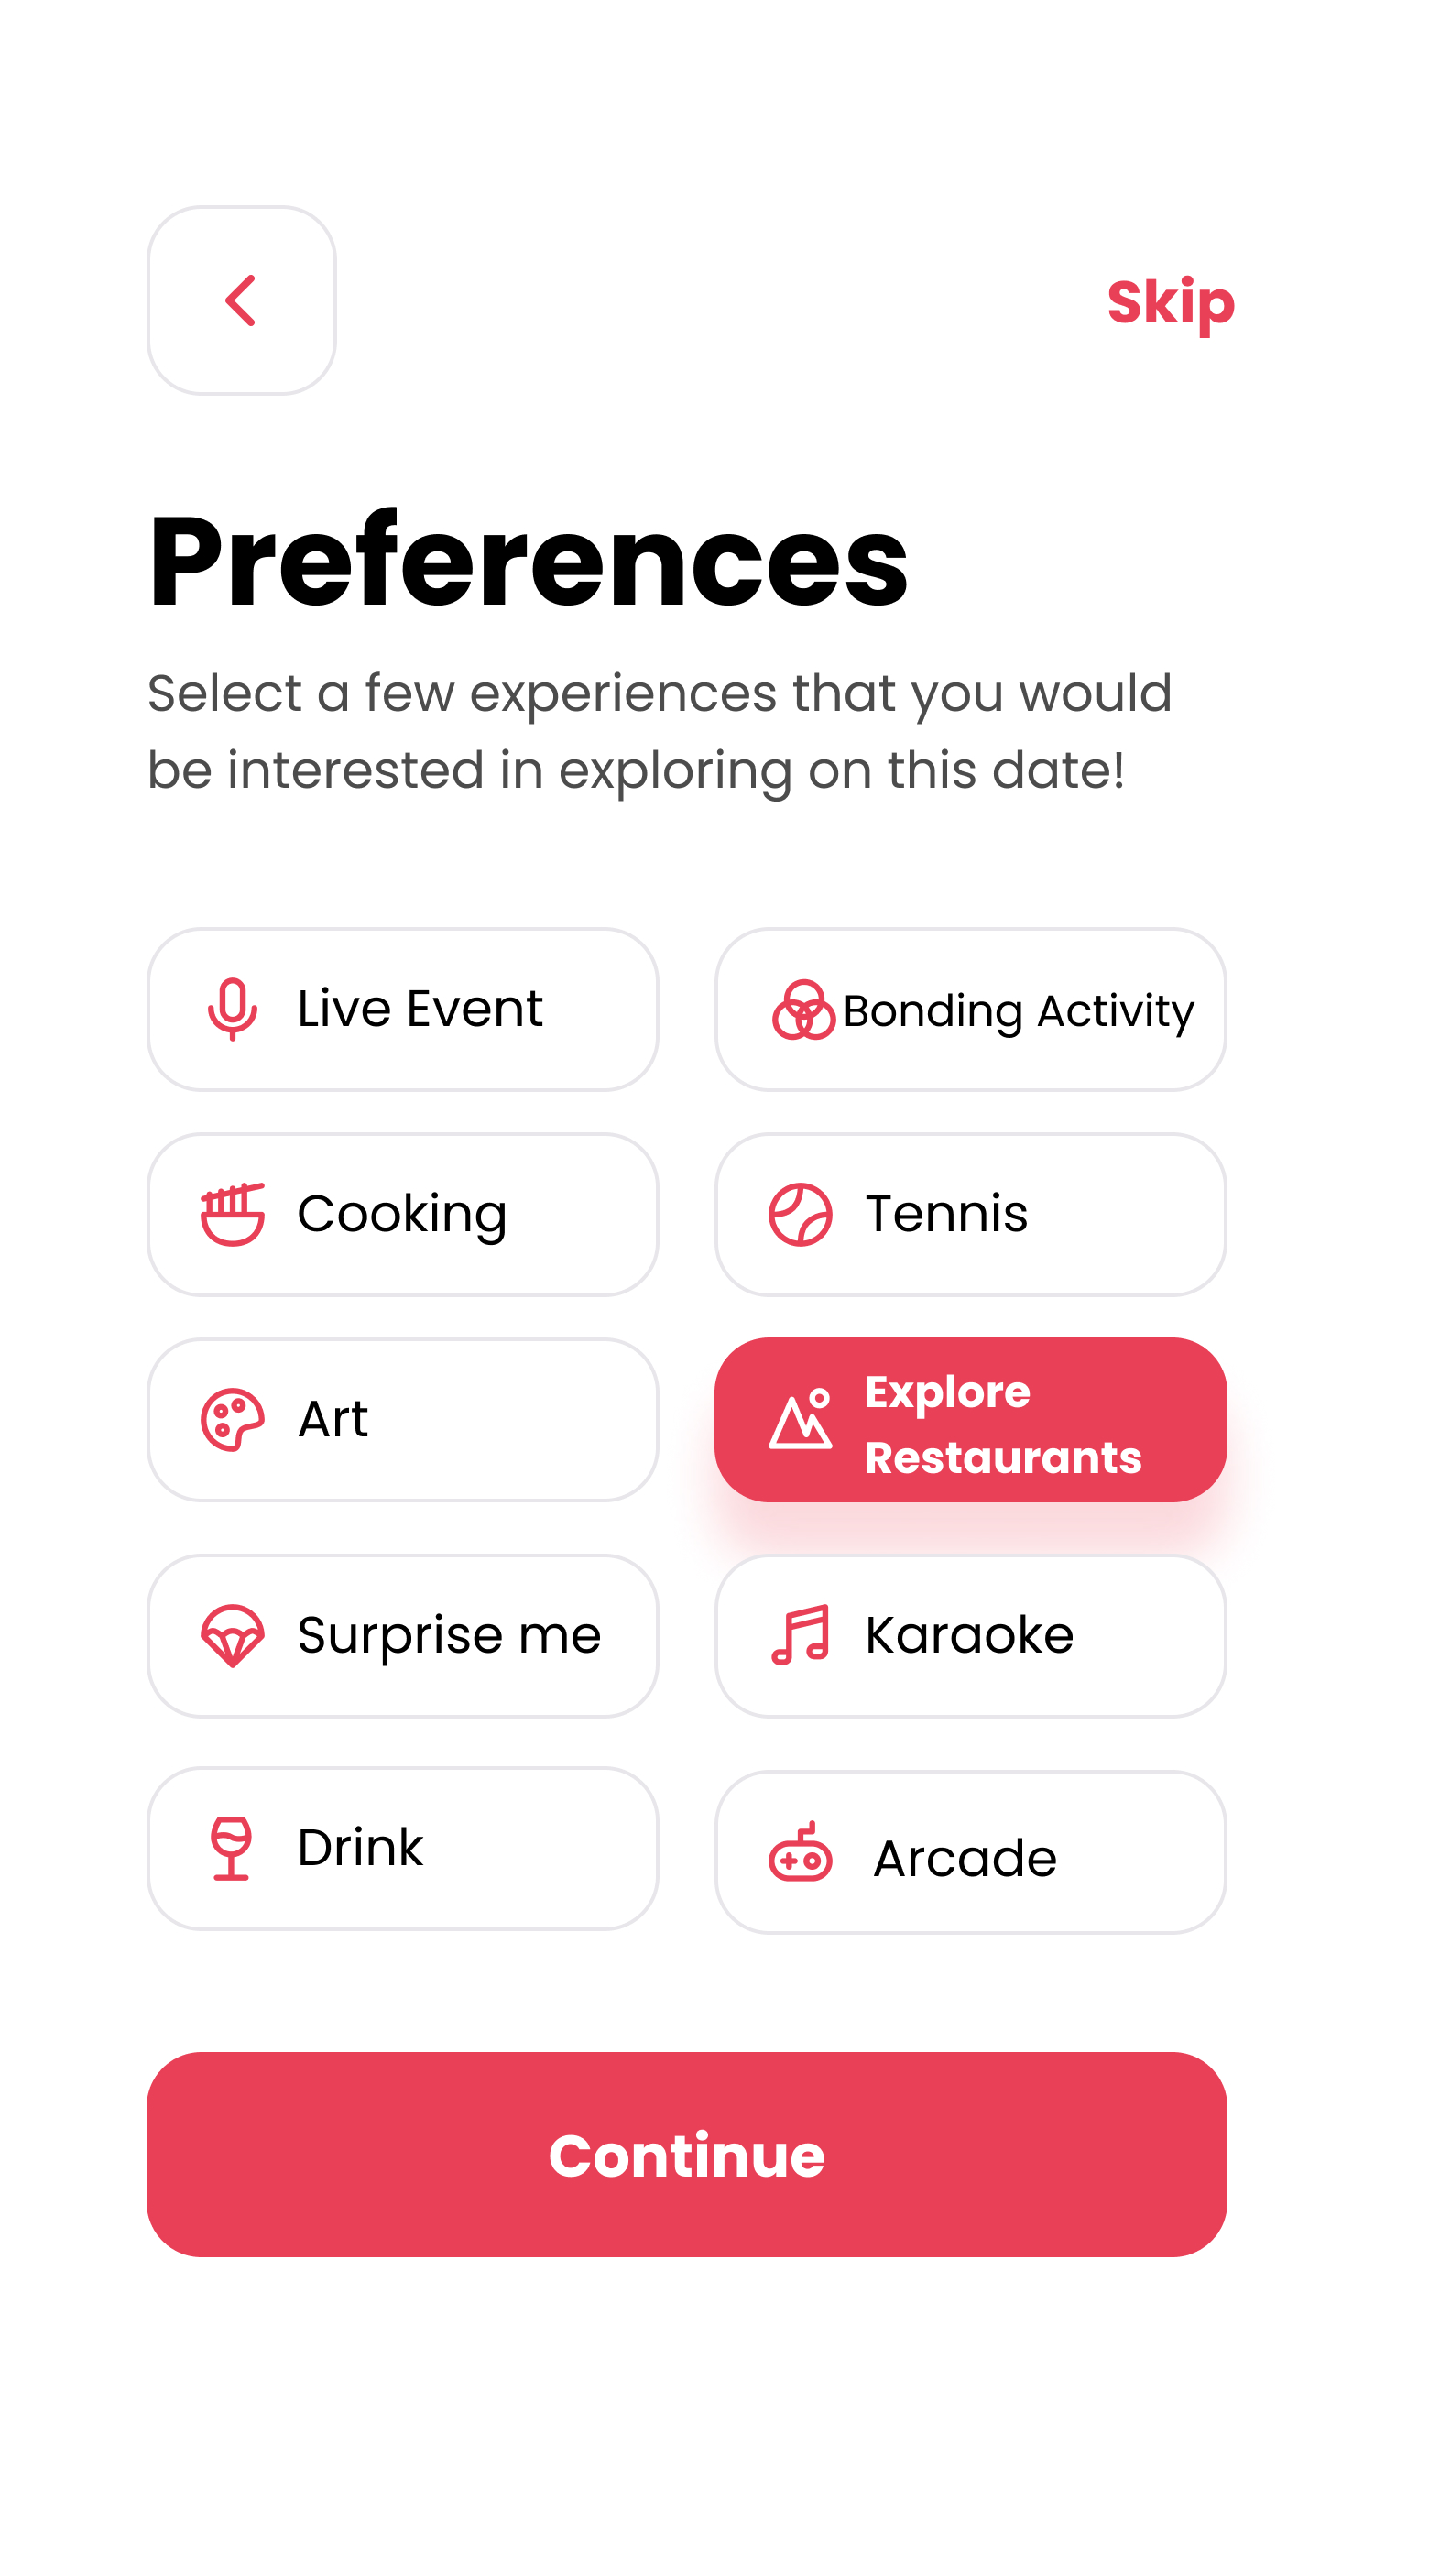 Skip
Preferences
Select a few experiences that you would
be interested in exploring on this date!
Live Event
Bonding Activity
Cooking
Tennis
Art
Explore
Restaurants
Surprise me
Karaoke
Drink
Arcade
Continue